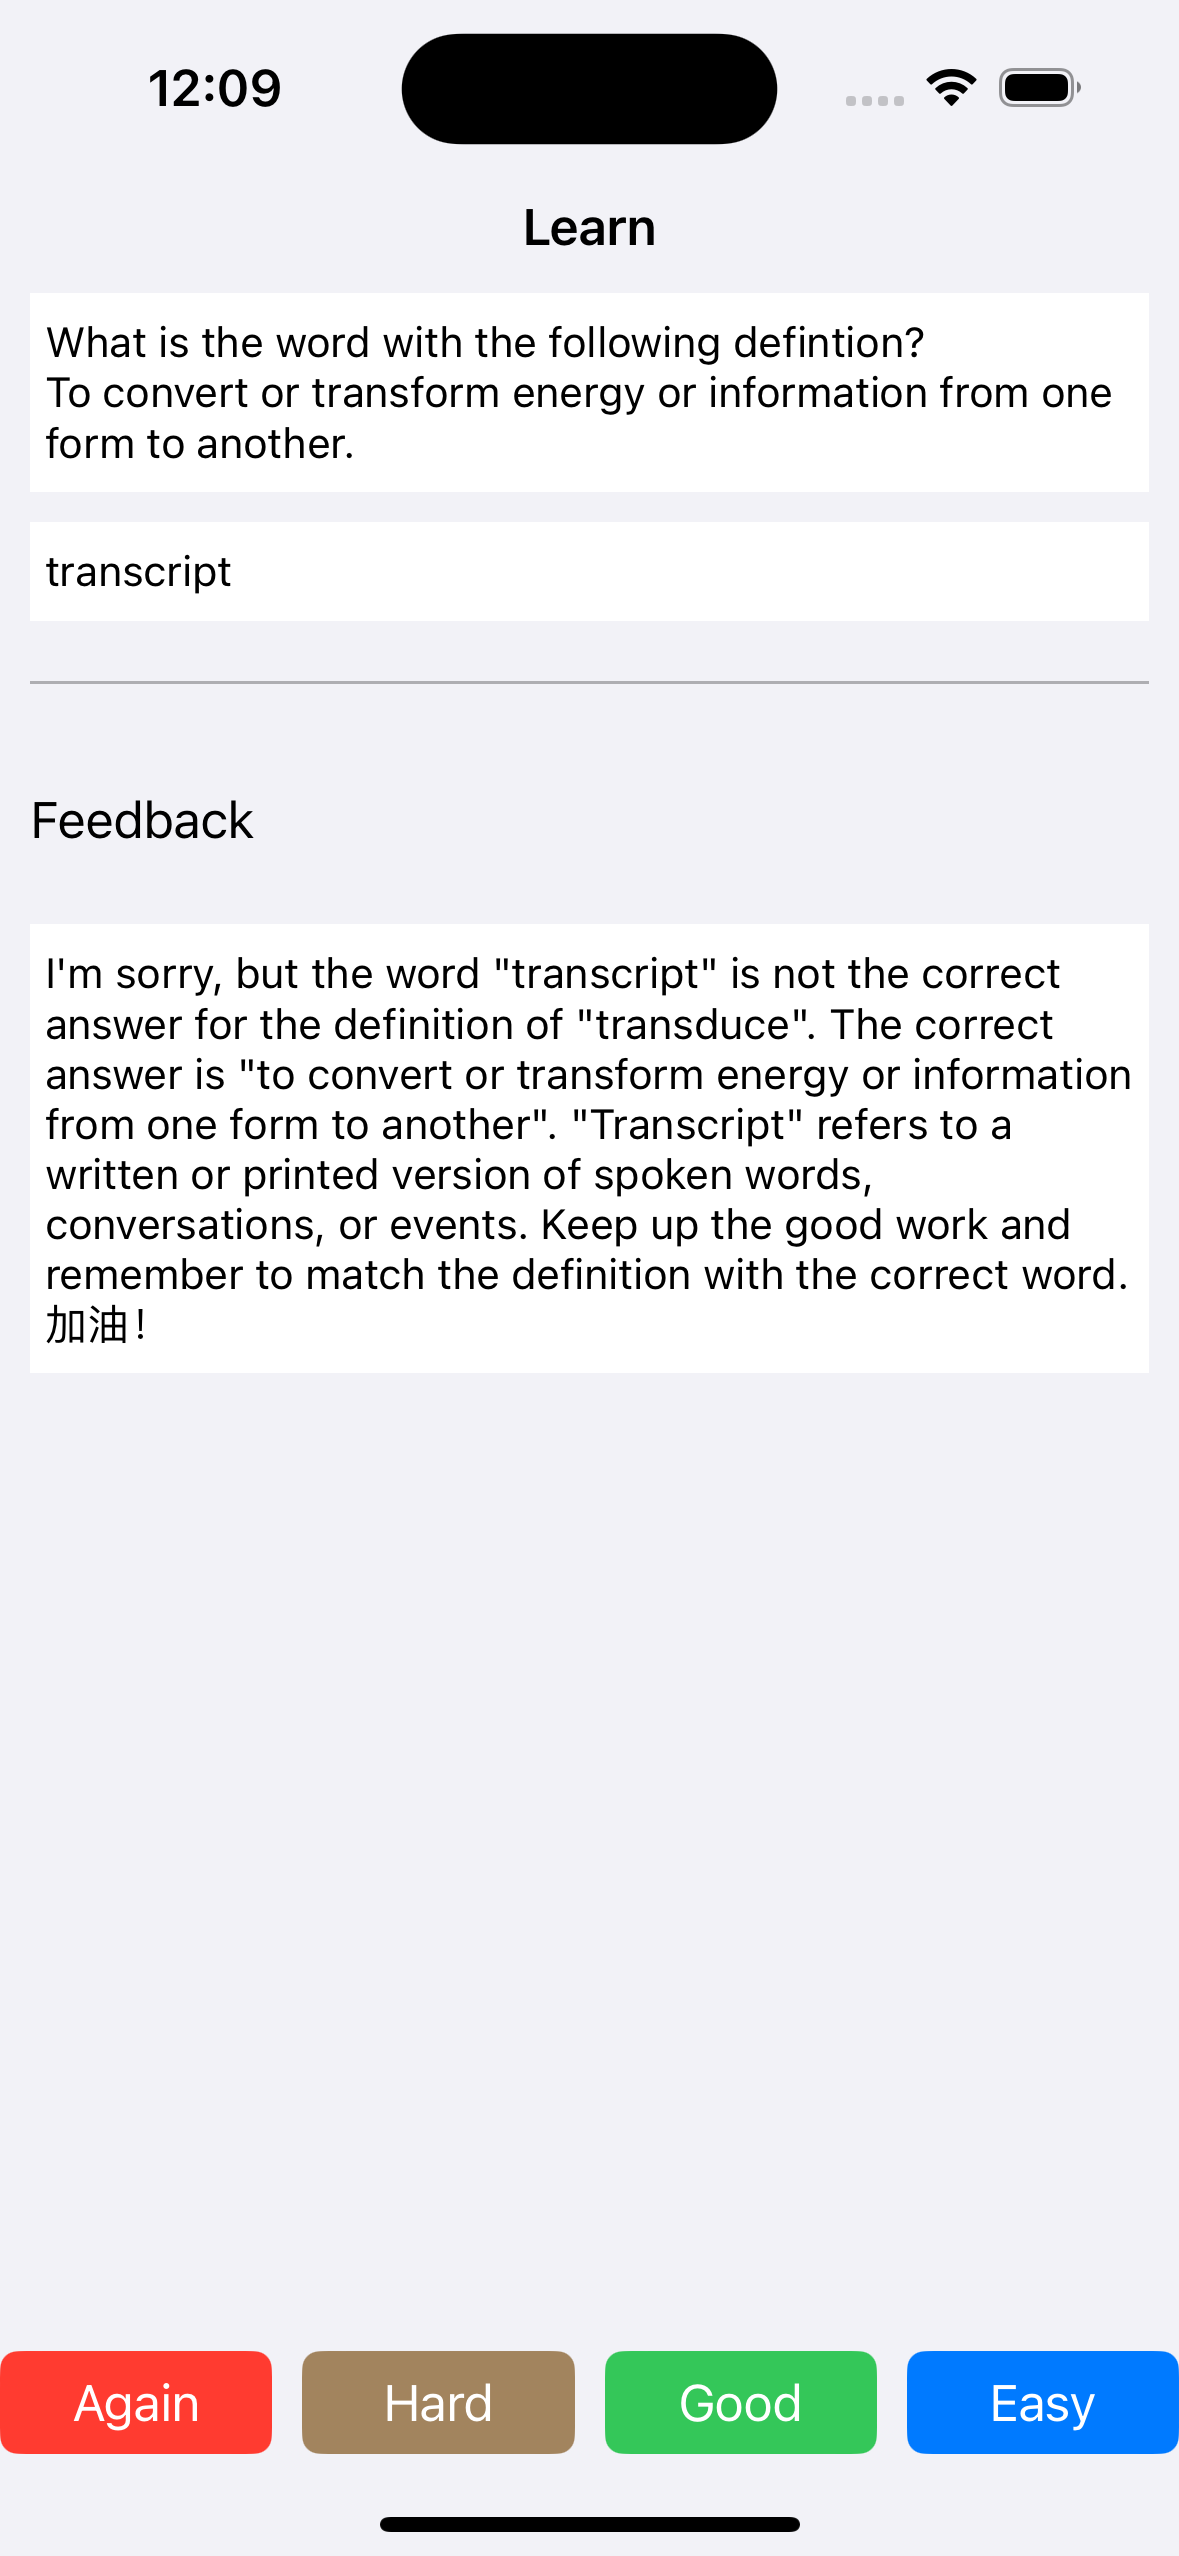 12:09
Learn
What is the word with the following defintion?
To convert or transform energy or information from one
form to another.
transcript
Feedback
I'm sorry, but the word "transcript" is not the correct
answer for the definition of "transduce". The correct
answer is "to convert or transform energy or information
from one form to another". "Transcript" refers to a
written or printed version of spoken words,
conversations, or events. Keep up the good work and
remember to match the definition with the correct word.
加油！
Again Hard Good Easy